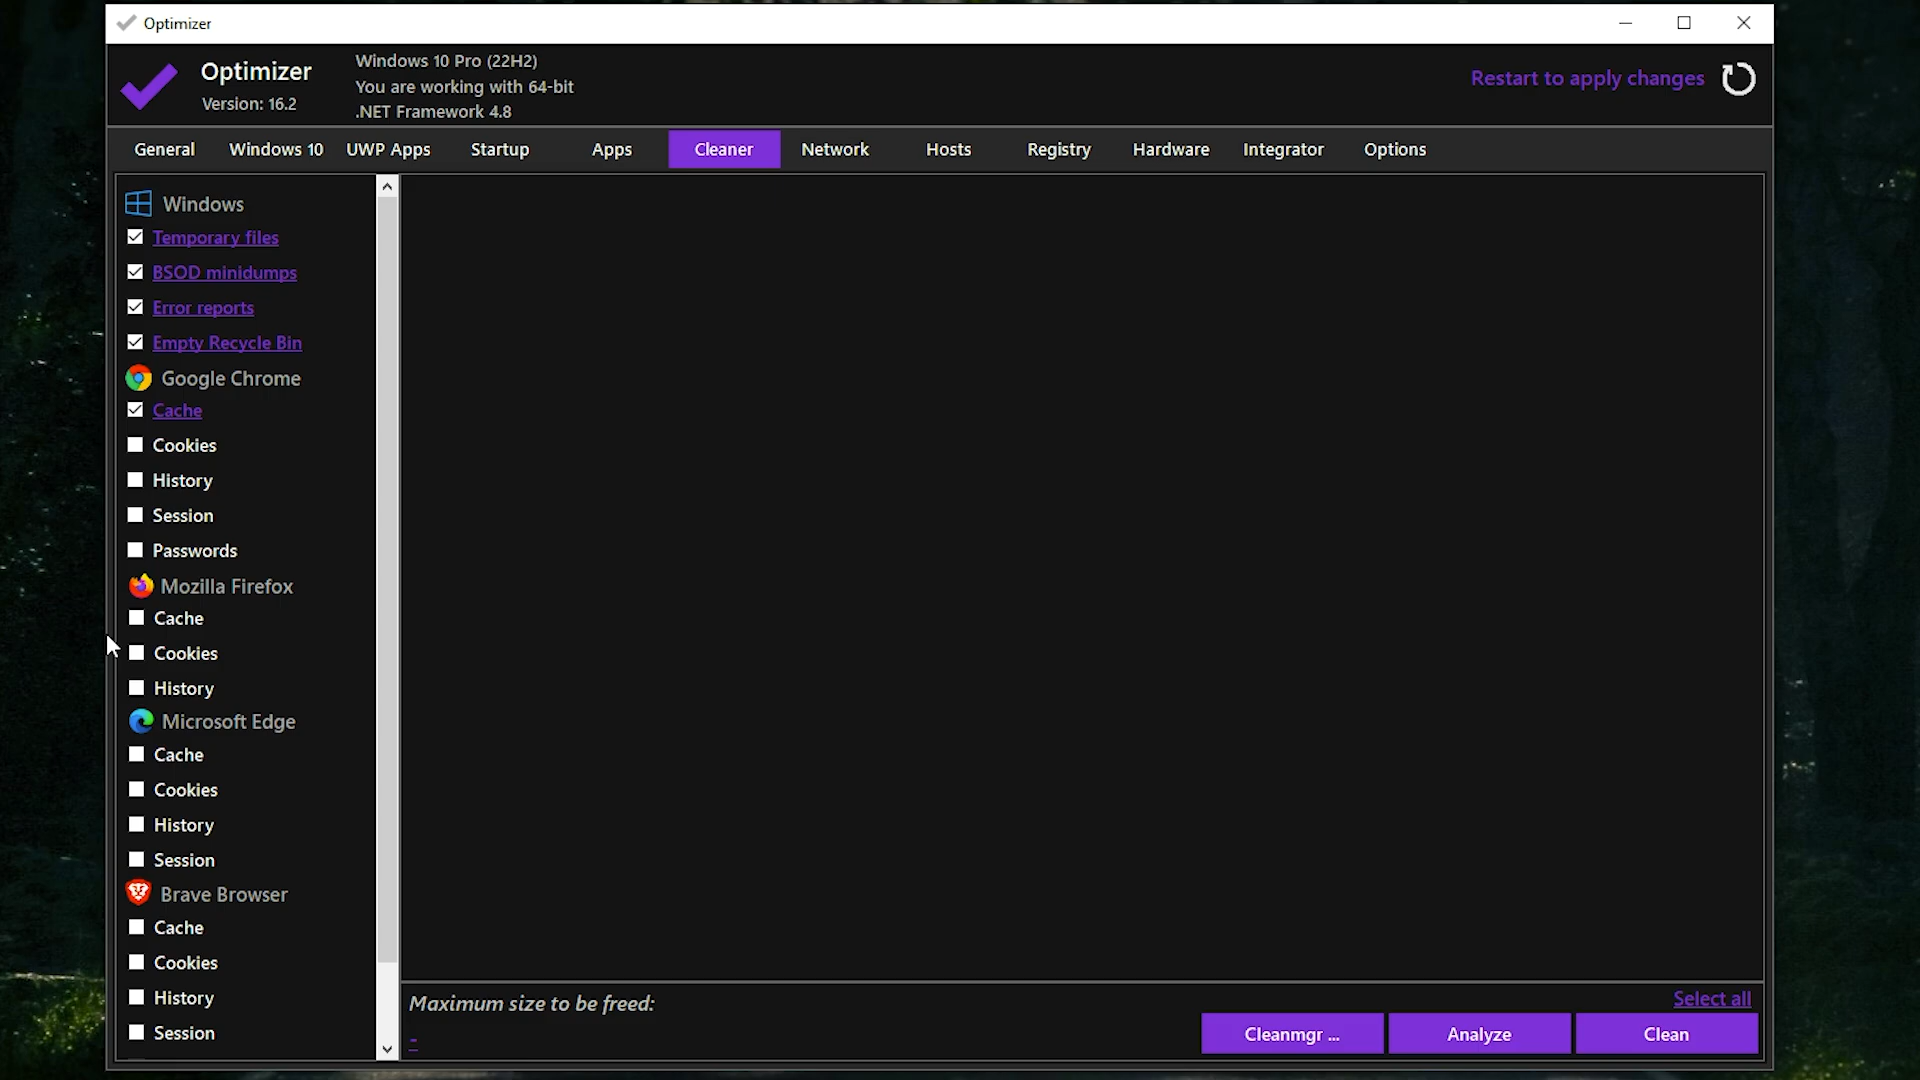 Optimizer
Optimizer
Version: 16.2
Windows 10 Pro (22H2)
You are working with 64-bit
.NET Framework 4.8
Restart to apply changes
General Windows 10 UWP Apps Startup Apps Cleaner Network Hosts Registry Hardware Integrator Options
Windows
Temporary files
BSOD minidumps
Error reports
Empty Recycle Bin
Google Chrome
Cache
Cookies
History
Session
Passwords
Mozilla Firefox
Cache
Cookies
History
Microsoft Edge
Cache
Cookies
History
Session
Brave Browser
Cache
Cookies
History
Session
Maximum size to be freed:
-
Select all
Cleanmgr ... Analyze Clean